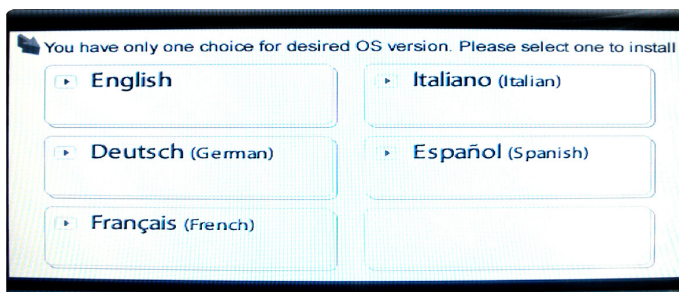 You have only one choice for desired OS version. Please select one to install
English
Italiano (Italian)
Deutsch (German)
Español (Spanish)
Français (French)